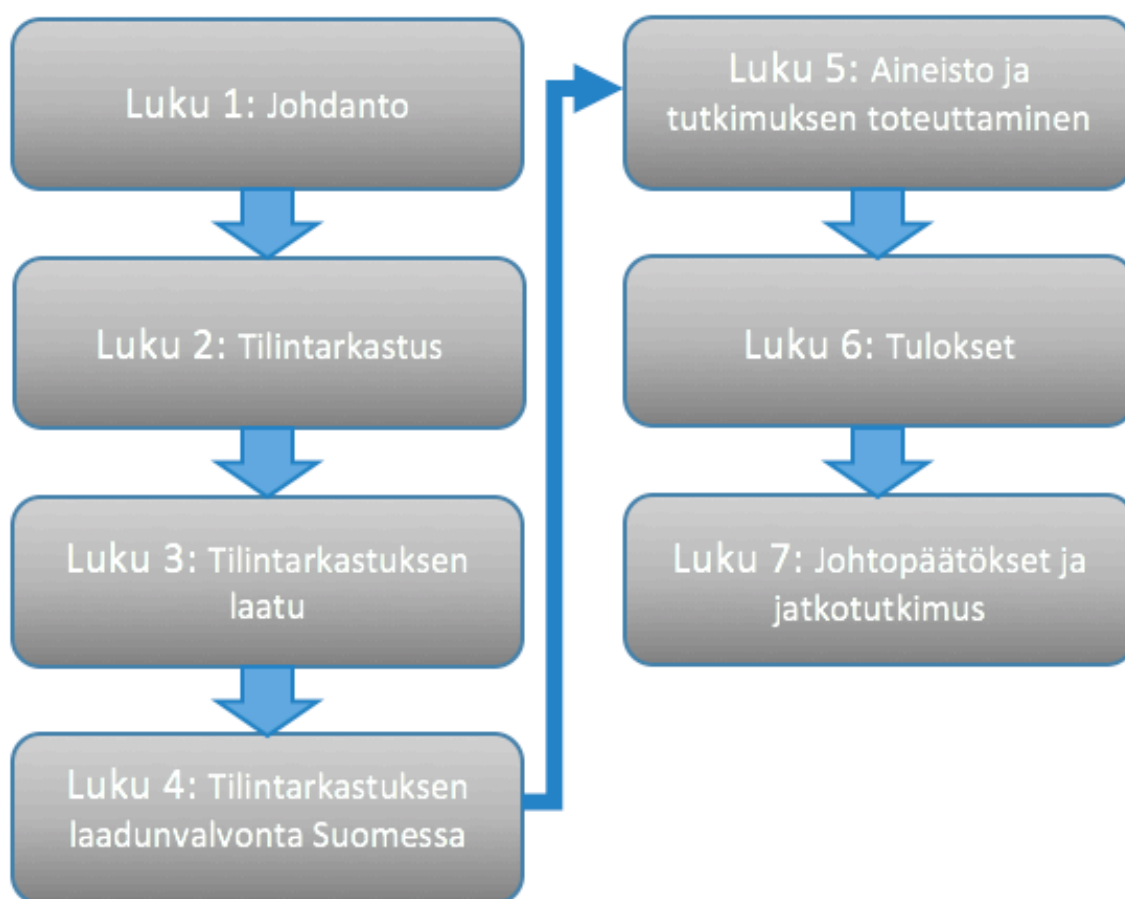 Luku 1: Johdanto
Luku 2: Tilintarkastus
Luku 3: Tilintarkastuksen
laatu
Luku 4: Tilintarkastuksen
laadunvalvonta Suomessa
Luku 5: Aineisto ja
tutkimuksen toteuttaminen
Luku 6: Tulokset
Luku 7: Johtopäätökset ja
jatkotutkimus